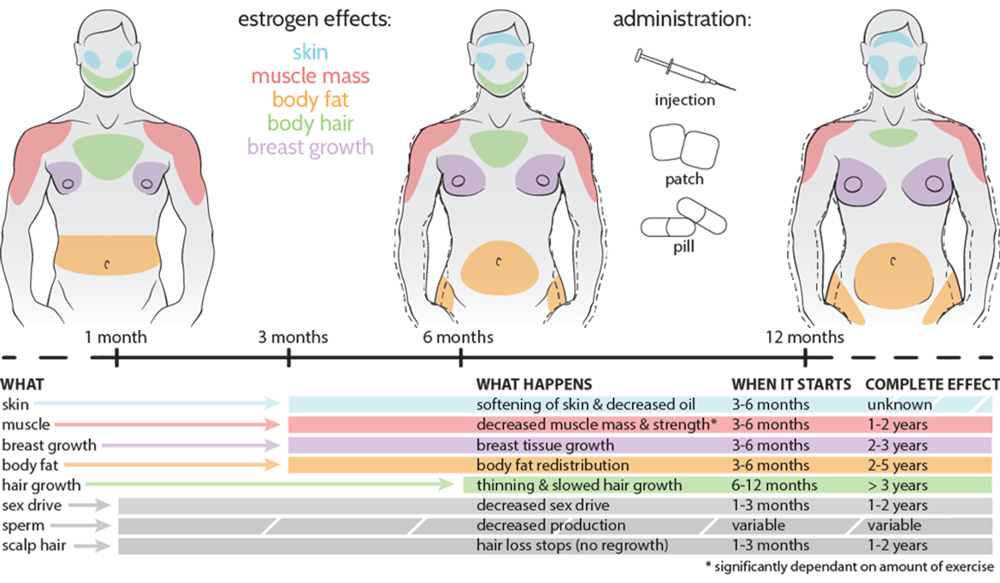 estrogen effects:
skin
muscle mass
body fat
body hair
breast growth
administration:
injection
patch
pill
1 month 3 months 6 months 12 months
WHAT WHAT HAPPENS WHEN IT STARTS COMPLETE EFFECT
skin softening of skin & decreased oil 3-6 months unknown
muscle decreased muscle mass & strength* 3-6 months 1-2 years
breast growth breast tissue growth 3-6 months 2-3 years
body fat body fat redistribution 3-6 months 2-5 years
hair growth thinning & slowed hair growth 6-12 months > 3 years
sex drive decreased sex drive 1-3 months 1-2 years
sperm decreased production variable variable
scalp hair hair loss stops (no regrowth) 1-3 months 1-2 years
* significantly dependant on amount of exercise